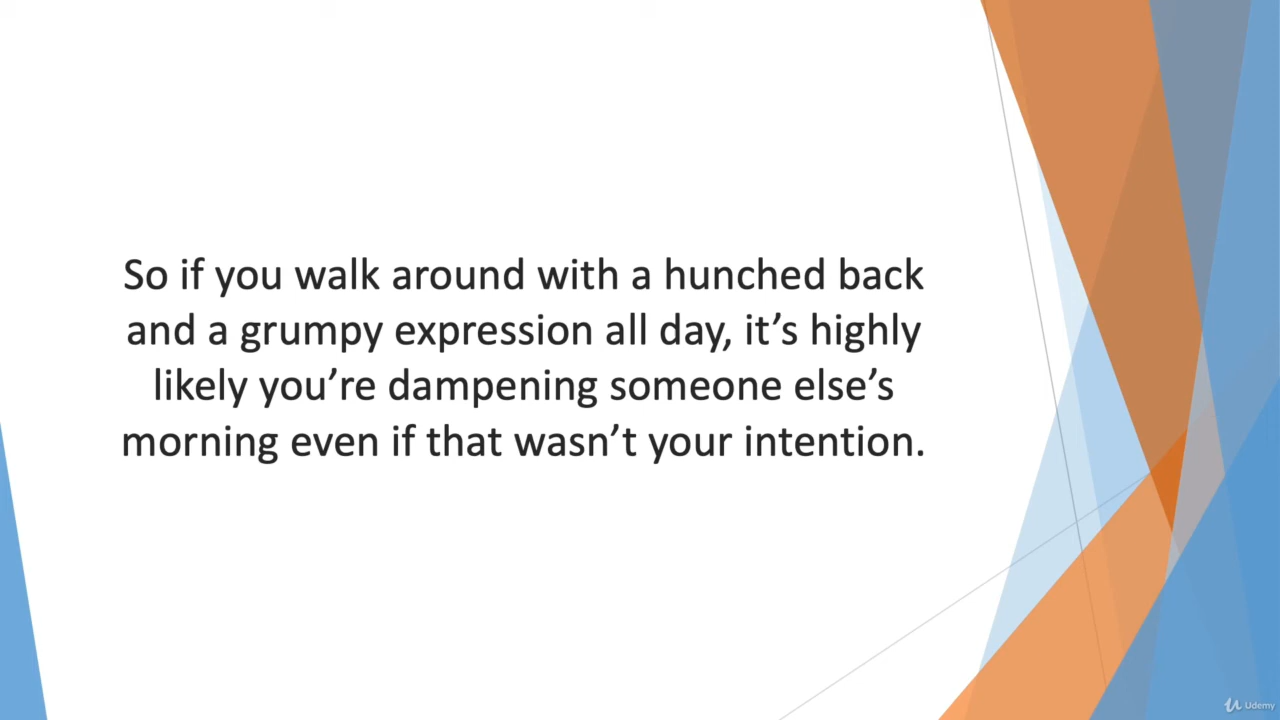 So if you walk around with a hunched back
and a grumpy expression all day, it’s highly
likely you’re dampening someone else’s
morning even if that wasn’t your intention.
Udemy